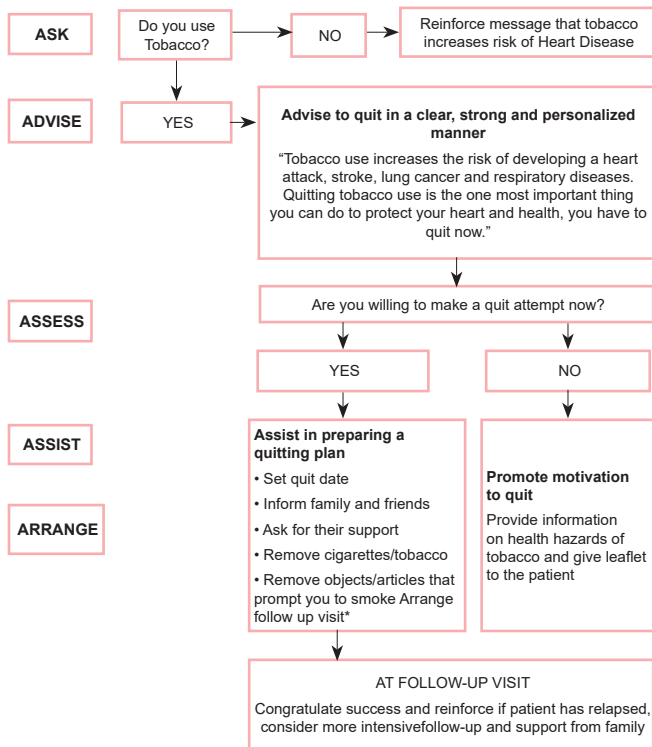 ASK
Do you use
Tobacco?
NO
Reinforce message that tobacco
increases risk of Heart Disease
ADVISE
YES
Advise to quit in a clear, strong and personalized
manner
“Tobacco use increases the risk of developing a heart
attack, stroke, lung cancer and respiratory diseases.
Quitting tobacco use is the one most important thing
you can do to protect your heart and health, you have to
quit now.”
ASSESS
Are you willing to make a quit attempt now?
YES
NO
ASSIST
Assist in preparing a
quitting plan
• Set quit date
• Inform family and friends
• Ask for their support
• Remove cigarettes/tobacco
• Remove objects/articles that
prompt you to smoke Arrange
follow up visit*
Promote motivation
to quit
Provide information
on health hazards of
tobacco and give leaflet
to the patient
ARRANGE
AT FOLLOW-UP VISIT
Congratulate success and reinforce if patient has relapsed,
consider more intensivefollow-up and support from family